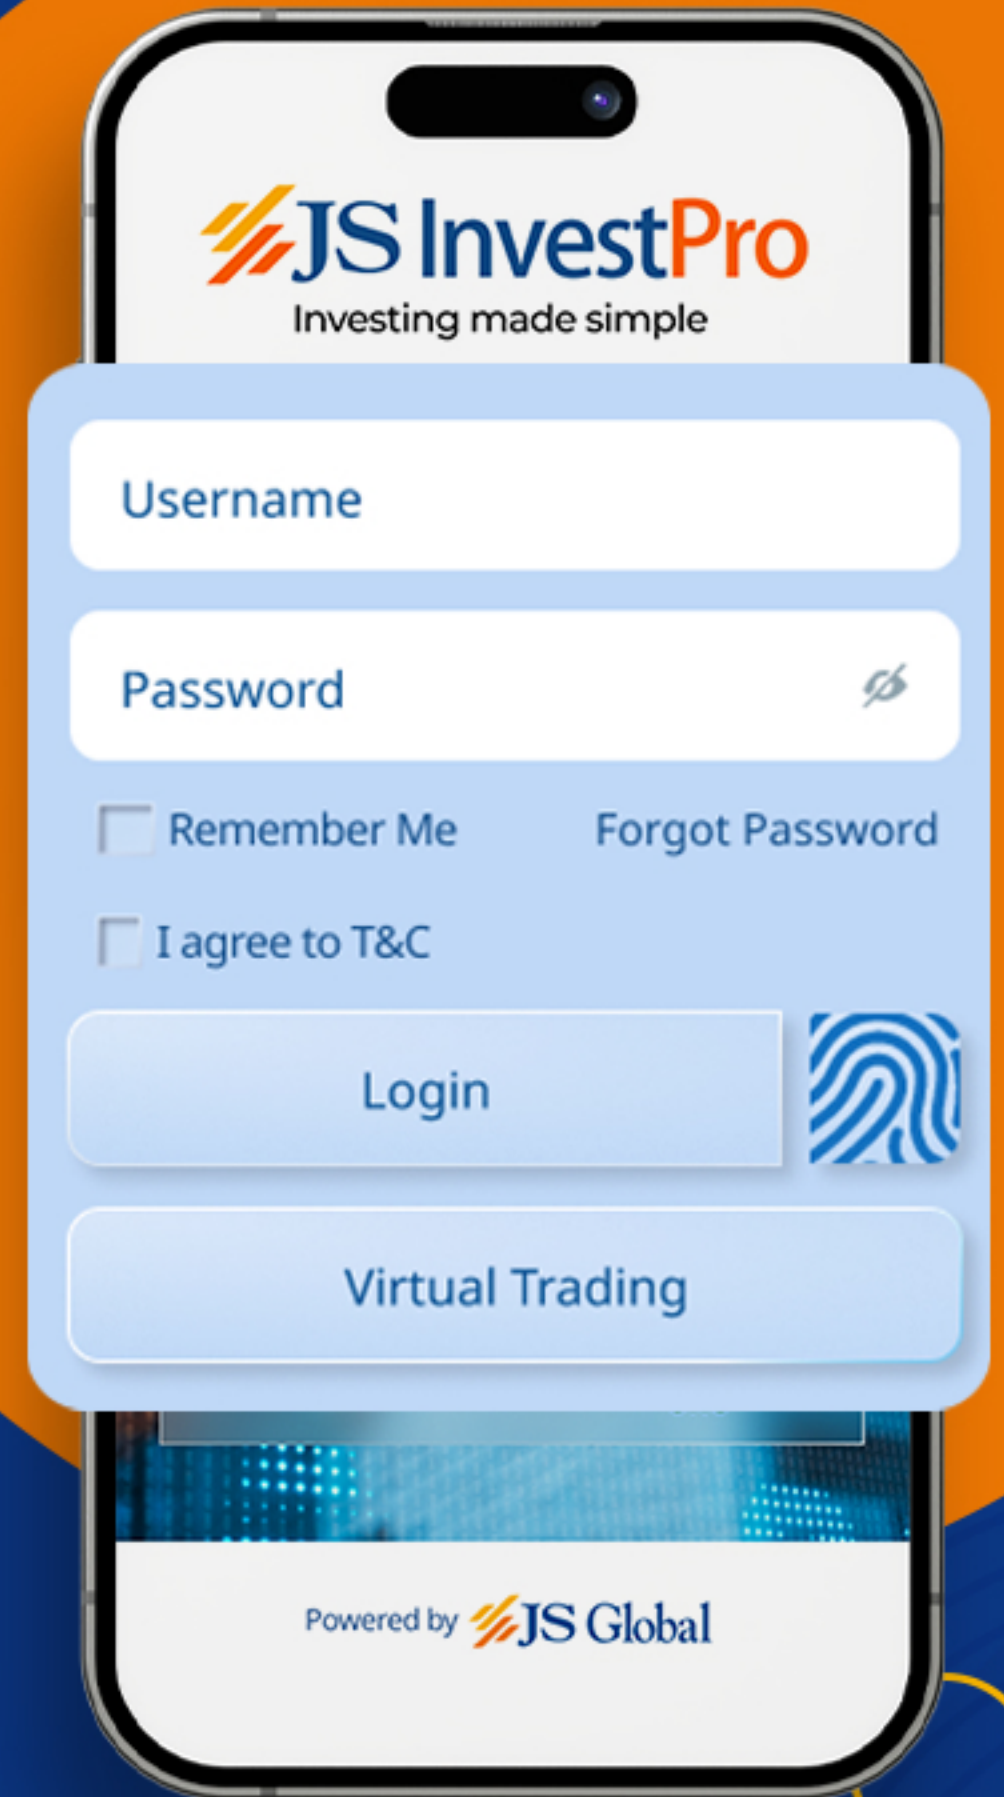 JS InvestPro
Investing made simple
Username
Password
Remember Me Forgot Password
I agree to T&C
Login
Virtual Trading
Powered by JS Global